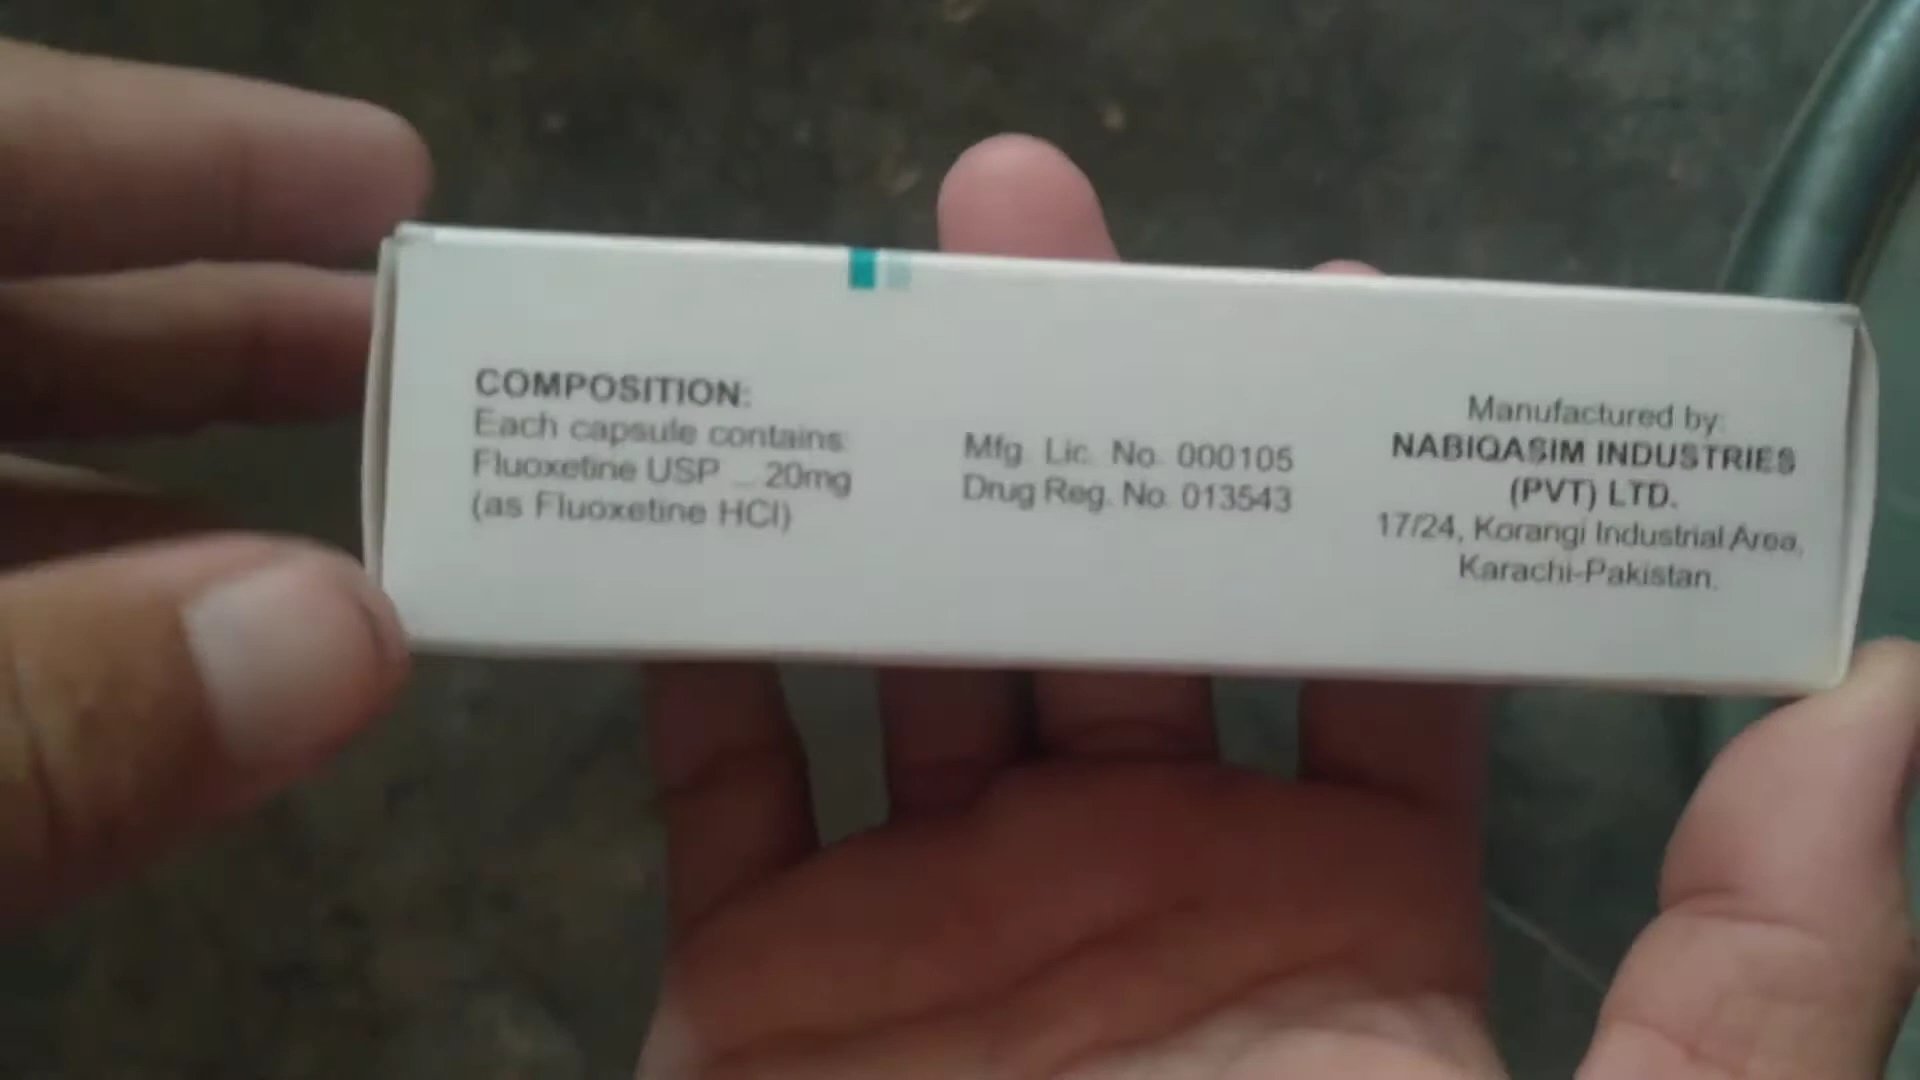 COMPOSITION:
Each capsule contains:
Fluoxetine USP ... 20mg
(as Fluoxetine HCl)
Mfg. Lic. No. 000105
Drug Reg. No. 013543
Manufactured by:
NABIQASIM INDUSTRIES
(PVT) LTD.
17/24, Korangi Industrial Area,
Karachi-Pakistan.